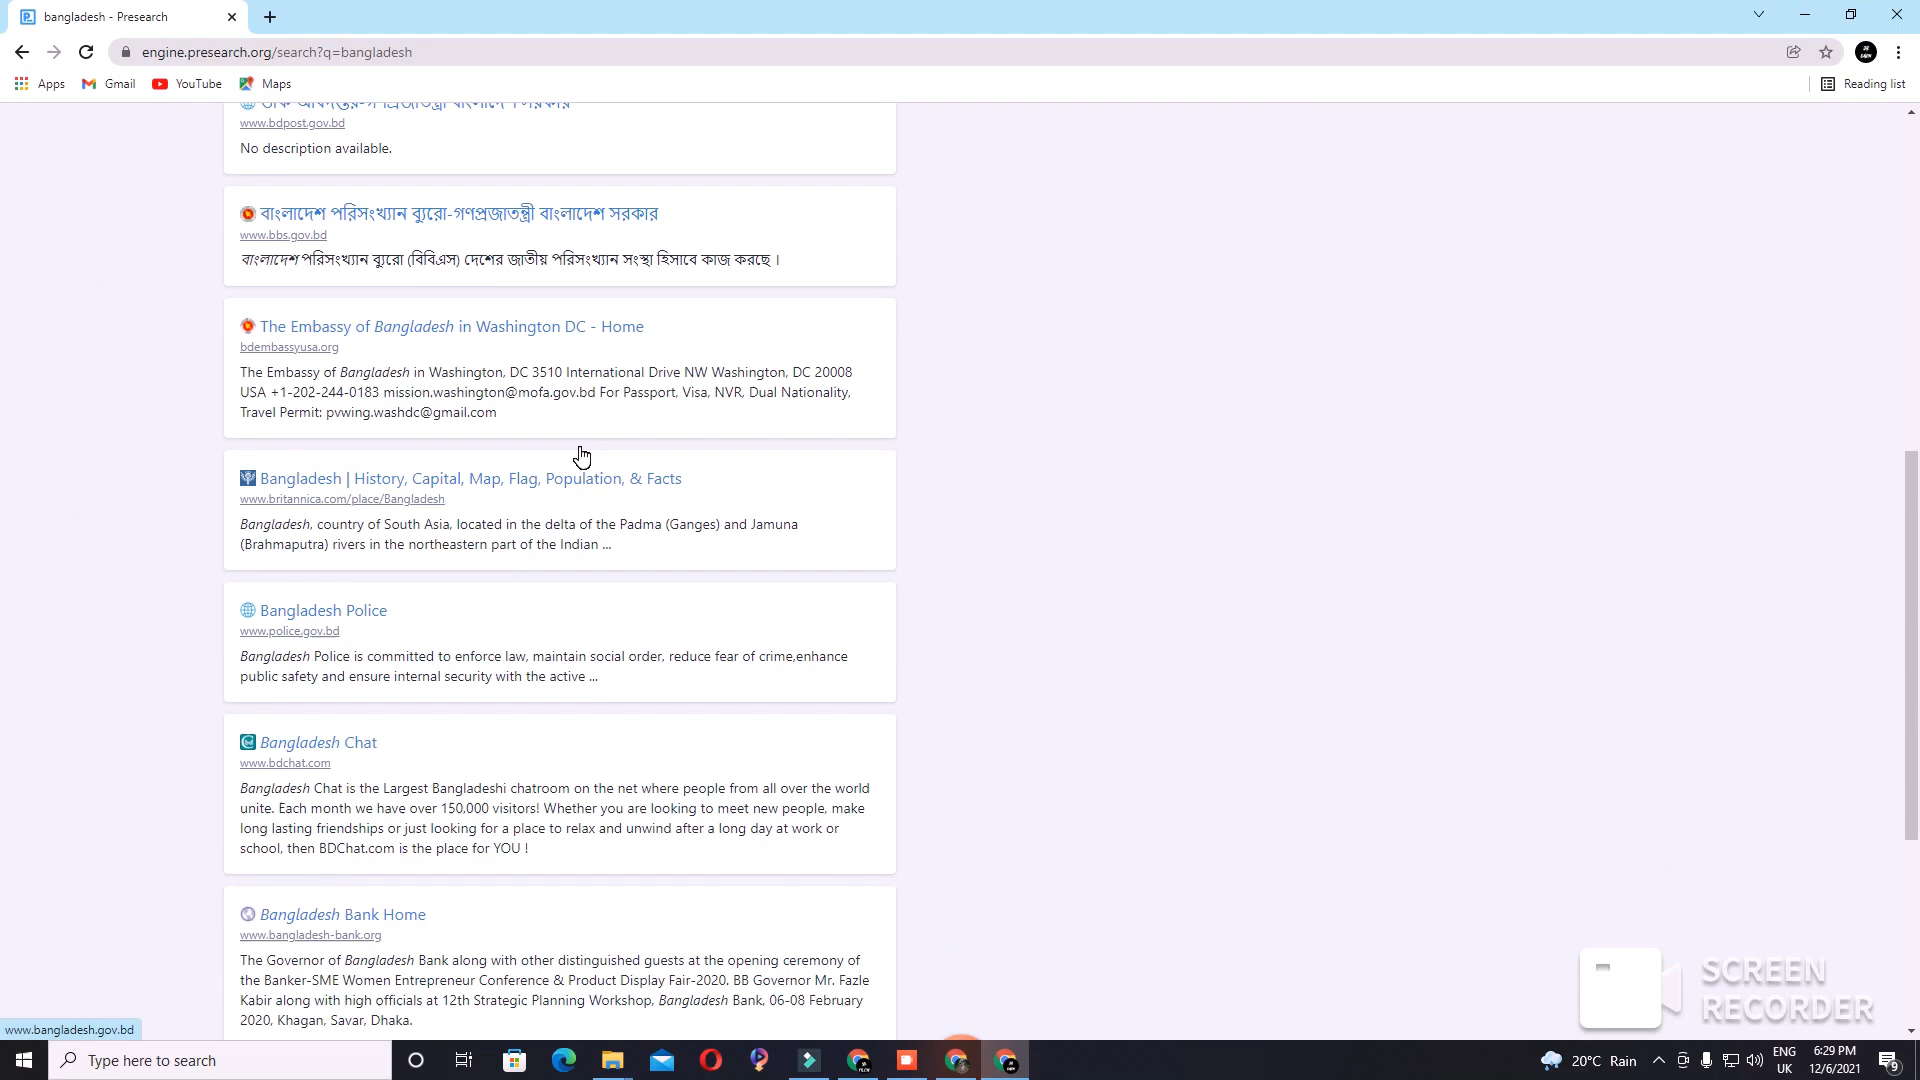 bangladesh - Presearch
engine.presearch.org/search?q=bangladesh
Apps
Gmail
YouTube
Maps
Reading list
www.bdpost.gov.bd
No description available.
বাংলাদেশ পরিসংখ্যান ব্যুরো-গণপ্রজাতন্ত্রী বাংলাদেশ সরকার
www.bbs.gov.bd
বাংলাদেশ পরিসংখ্যান ব্যুরো (বিবিএস) দেশের জাতীয় পরিসংখ্যান সংস্থা হিসাবে কাজ করছে ।
The Embassy of Bangladesh in Washington DC - Home
bdembassyusa.org
The Embassy of Bangladesh in Washington, DC 3510 International Drive NW Washington, DC 20008
USA +1-202-244-0183 mission.washington@mofa.gov.bd For Passport, Visa, NVR, Dual Nationality,
Travel Permit: pvwing.washdc@gmail.com
Bangladesh | History, Capital, Map, Flag, Population, & Facts
www.britannica.com/place/Bangladesh
Bangladesh, country of South Asia, located in the delta of the Padma (Ganges) and Jamuna
(Brahmaputra) rivers in the northeastern part of the Indian ...
Bangladesh Police
www.police.gov.bd
Bangladesh Police is committed to enforce law, maintain social order, reduce fear of crime,enhance
public safety and ensure internal security with the active ...
Bangladesh Chat
www.bdchat.com
Bangladesh Chat is the Largest Bangladeshi chatroom on the net where people from all over the world
unite. Each month we have over 150,000 visitors! Whether you are looking to meet new people, make
long lasting friendships or just looking for a place to relax and unwind after a long day at work or
school, then BDChat.com is the place for YOU !
Bangladesh Bank Home
www.bangladesh-bank.org
The Governor of Bangladesh Bank along with other distinguished guests at the opening ceremony of
the Banker-SME Women Entrepreneur Conference & Product Display Fair-2020. BB Governor Mr. Fazle
Kabir along with high officials at 12th Strategic Planning Workshop, Bangladesh Bank, 06-08 February
2020, Khagan, Savar, Dhaka.
SCREEN
RECORDER
www.bangladesh.gov.bd
Type here to search
20°C Rain
ENG
UK
6:29 PM
12/6/2021
9